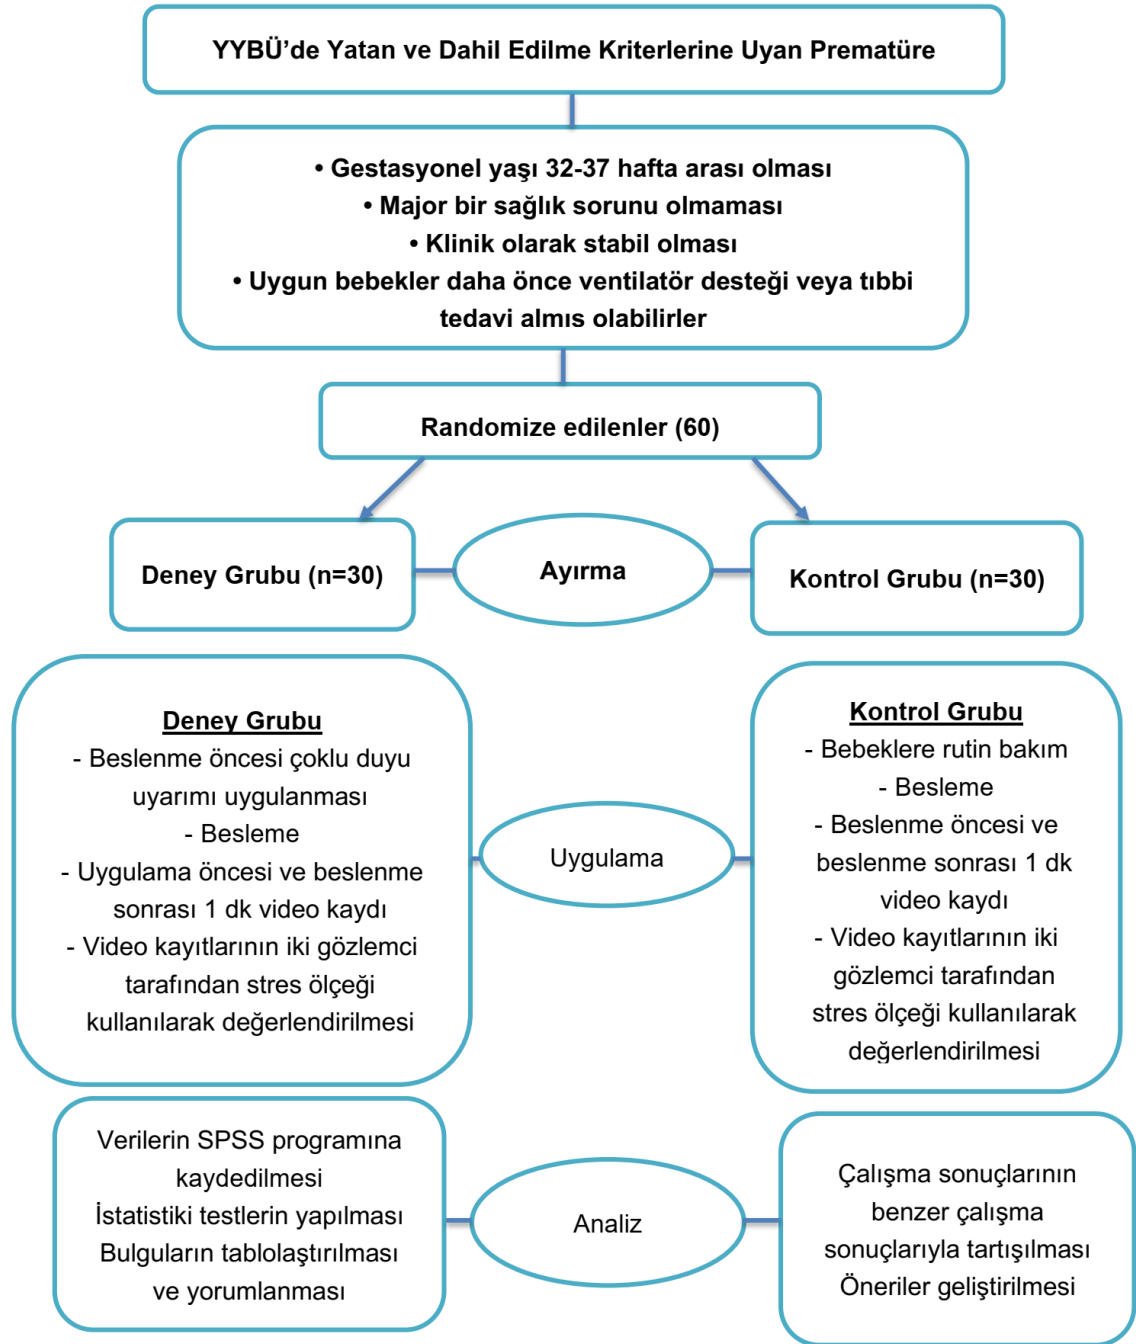 YYBÜ’de Yatan ve Dahil Edilme Kriterlerine Uyan Prematüre
• Gestasyonel yaşı 32-37 hafta arası olması
• Major bir sağlık sorunu olmaması
• Klinik olarak stabil olması
• Uygun bebekler daha önce ventilatör desteği veya tıbbi
tedavi almıs olabilirler
Randomize edilenler (60)
Deney Grubu (n=30)
Ayırma
Kontrol Grubu (n=30)
Deney Grubu
- Beslenme öncesi çoklu duyu
uyarımı uygulanması
- Besleme
- Uygulama öncesi ve beslenme
sonrası 1 dk video kaydı
- Video kayıtlarının iki gözlemci
tarafından stres ölçeği
kullanılarak değerlendirilmesi
Uygulama
Kontrol Grubu
- Bebeklere rutin bakım
- Besleme
- Beslenme öncesi ve
beslenme sonrası 1 dk
video kaydı
- Video kayıtlarının iki
gözlemci tarafından
stres ölçeği kullanılarak
değerlendirilmesi
Verilerin SPSS programına
kaydedilmesi
İstatistiki testlerin yapılması
Bulguların tablolaştırılması
ve yorumlanması
Analiz
Çalışma sonuçlarının
benzer çalışma
sonuçlarıyla tartışılması
Öneriler geliştirilmesi